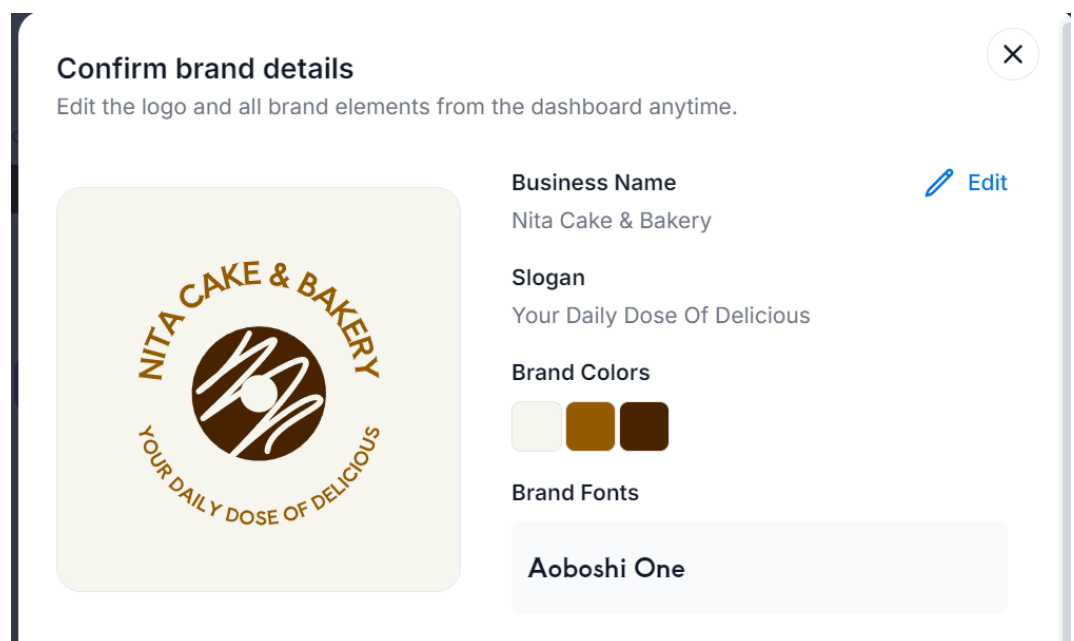 Confirm brand details
Edit the logo and all brand elements from the dashboard anytime.
NITA CAKE & BAKERY
YOUR DAILY DOSE OF DELICIOUS
Business Name
Edit
Nita Cake & Bakery
Slogan
Your Daily Dose Of Delicious
Brand Colors
Brand Fonts
Aoboshi One